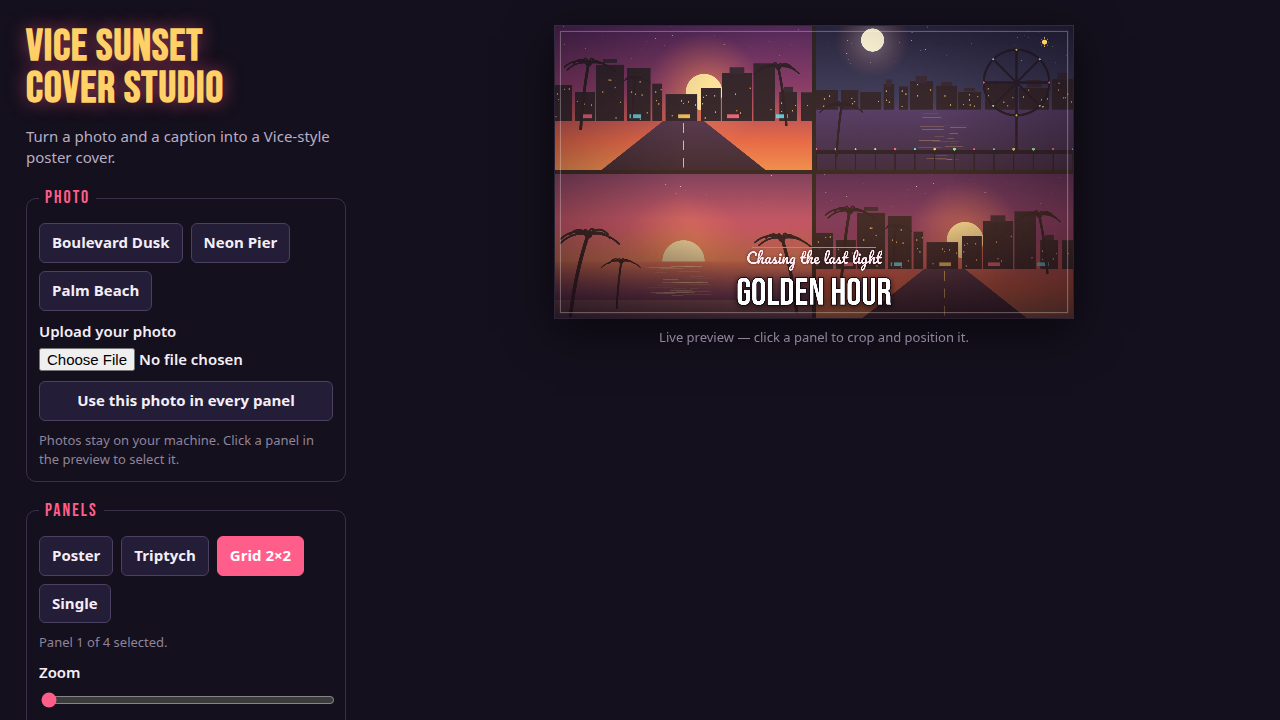 VICE SUNSET
COVER STUDIO
Turn a photo and a caption into a Vice-style
poster cover.
PHOTO
Boulevard Dusk
Neon Pier
Palm Beach
Upload your photo
Choose File No file chosen
Use this photo in every panel
Photos stay on your machine. Click a panel in
the preview to select it.
PANELS
Poster
Triptych
Grid 2×2
Single
Panel 1 of 4 selected.
Zoom
Chasing the last light
GOLDEN HOUR
Live preview — click a panel to crop and position it.